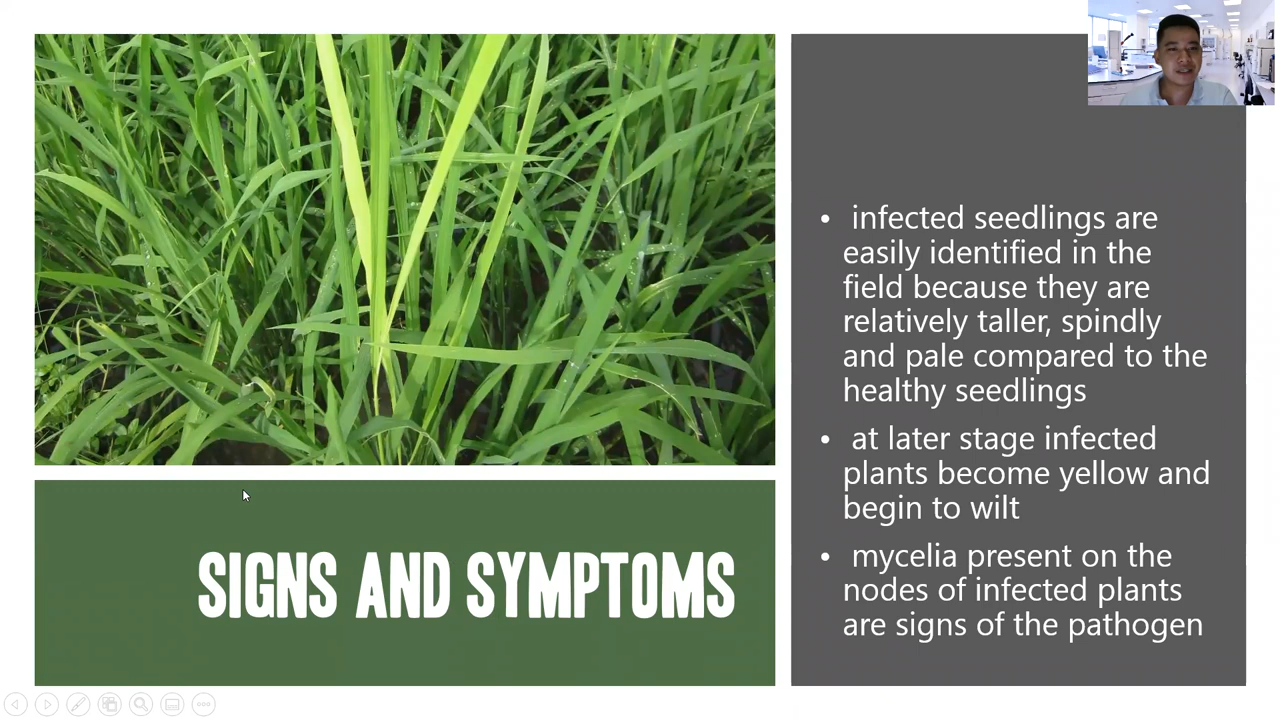 • infected seedlings are
easily identified in the
field because they are
relatively taller, spindly
and pale compared to the
healthy seedlings
• at later stage infected
plants become yellow and
begin to wilt
• mycelia present on the
nodes of infected plants
are signs of the pathogen
SIGNS AND SYMPTOMS